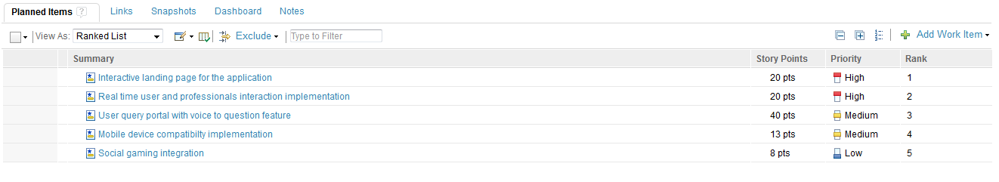 Planned Items ? Links Snapshots Dashboard Notes
View As: Ranked List Exclude Type to Filter Add Work Item
Summary Story Points Priority Rank
Interactive landing page for the application 20 pts High 1
Real time user and professionals interaction implementation 20 pts High 2
User query portal with voice to question feature 40 pts Medium 3
Mobile device compatibilty implementation 13 pts Medium 4
Social gaming integration 8 pts Low 5